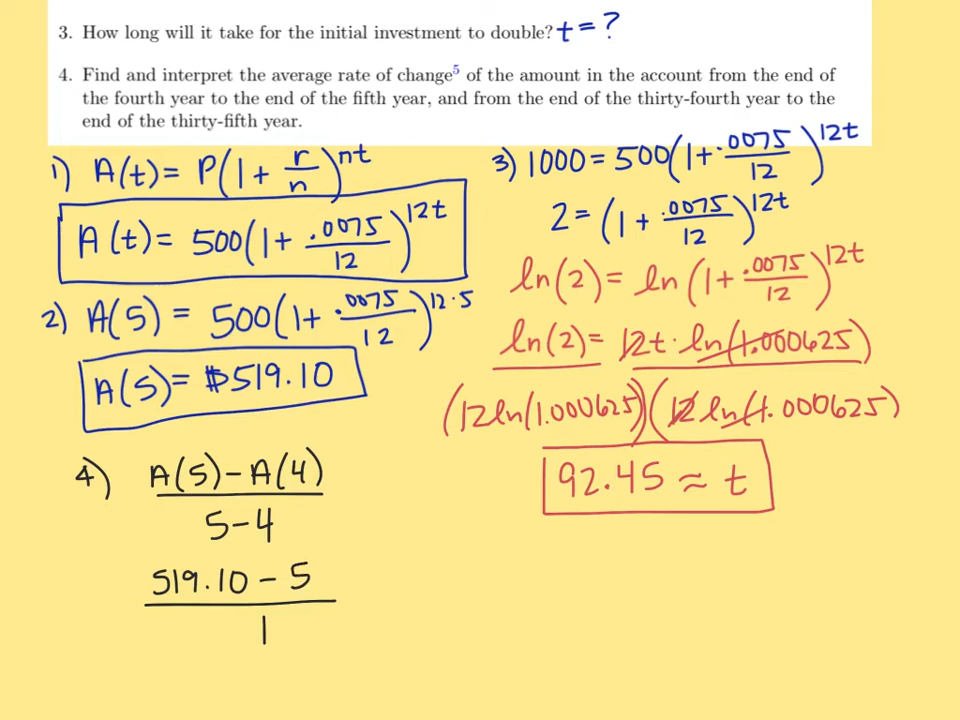 3. How long will it take for the initial investment to double? t = ?
4. Find and interpret the average rate of change⁵ of the amount in the account from the end of
the fourth year to the end of the fifth year, and from the end of the thirty-fourth year to the
end of the thirty-fifth year.
1) A(t) = P(1 + r/n)^nt
A(t) = 500(1 + .0075/12)^12t
2) A(5) = 500(1 + .0075/12)^12·5
A(5) = $519.10
3) 1000 = 500(1 + .0075/12)^12t
2 = (1 + .0075/12)^12t
ln(2) = ln(1 + .0075/12)^12t
ln(2) = 12t · ln(1.000625)
(12ln(1.000625)) (12ln(1.000625)
92.45 ≈ t
4) A(5) - A(4)
5 - 4
519.10 - 5
1